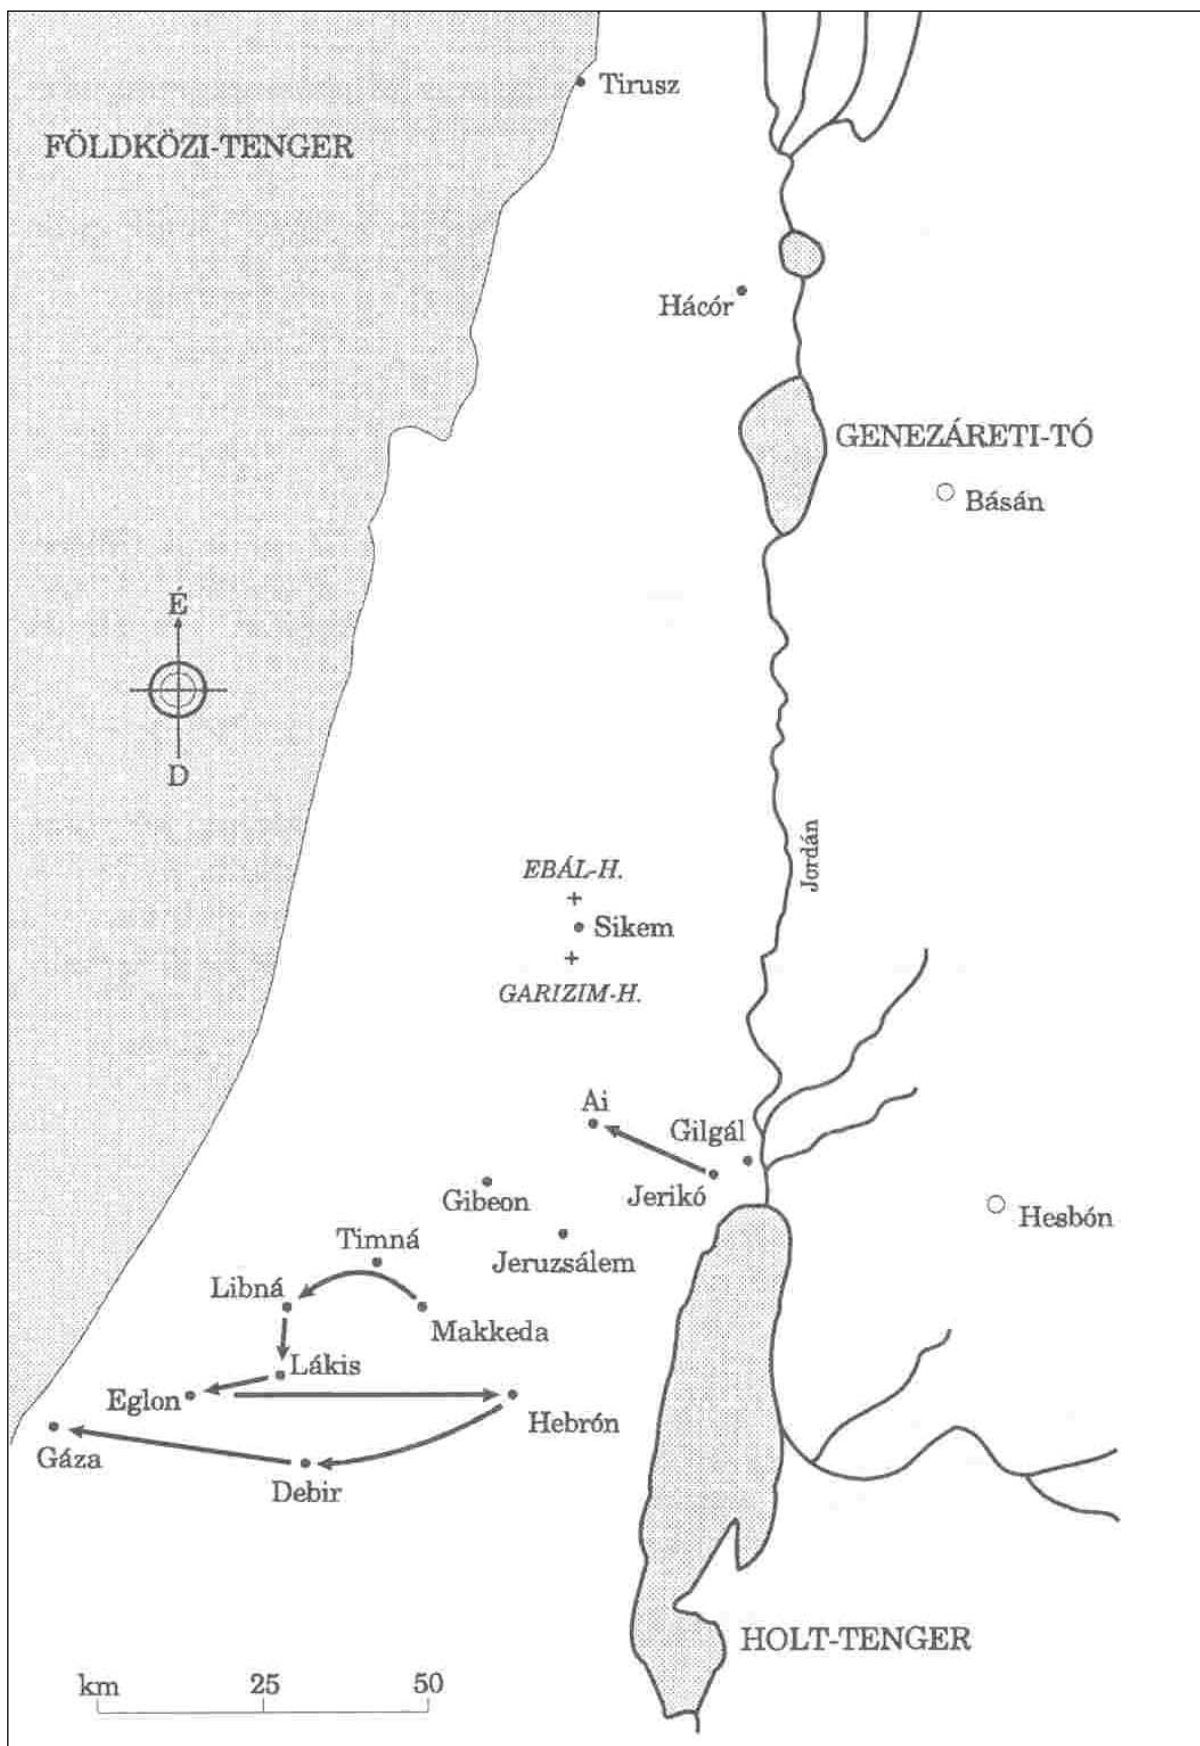 Tirusz
FÖLDKÖZI-TENGER
Hácór
GENEZÁRETI-TÓ
Básán
É
D
Jordán
EBÁL-H.
Sikem
GARIZIM-H.
Ai
Gilgál
Jerikó
Gibeon
Hesbón
Timná
Jeruzsálem
Libná
Makkeda
Lákis
Eglon
Hebrón
Gáza
Debir
HOLT-TENGER
km 25 50